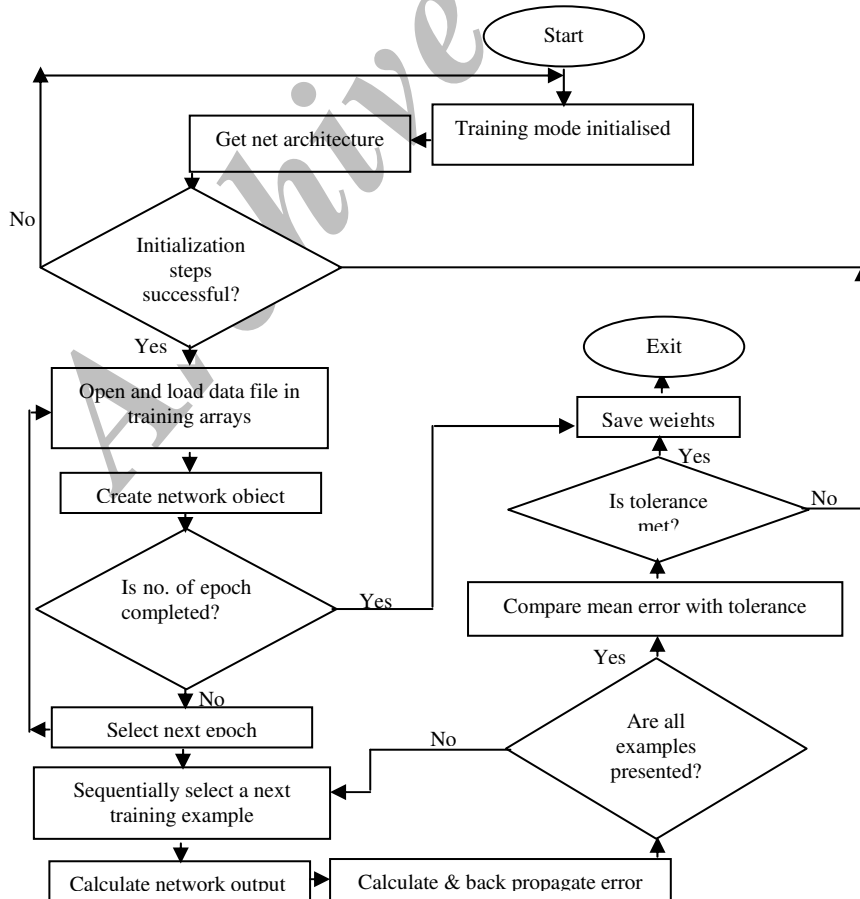 Start
Training mode initialised
Get net architecture
No
Initialization
steps
successful?
Yes
Open and load data file in
training arrays
Create network object
Is no. of epoch
completed?
Yes
No
Select next epoch
Sequentially select a next
training example
Calculate network output
Calculate & back propagate error
Are all
examples
presented?
No
Yes
Compare mean error with tolerance
Is tolerance
met?
No
Yes
Save weights
Exit
Archive